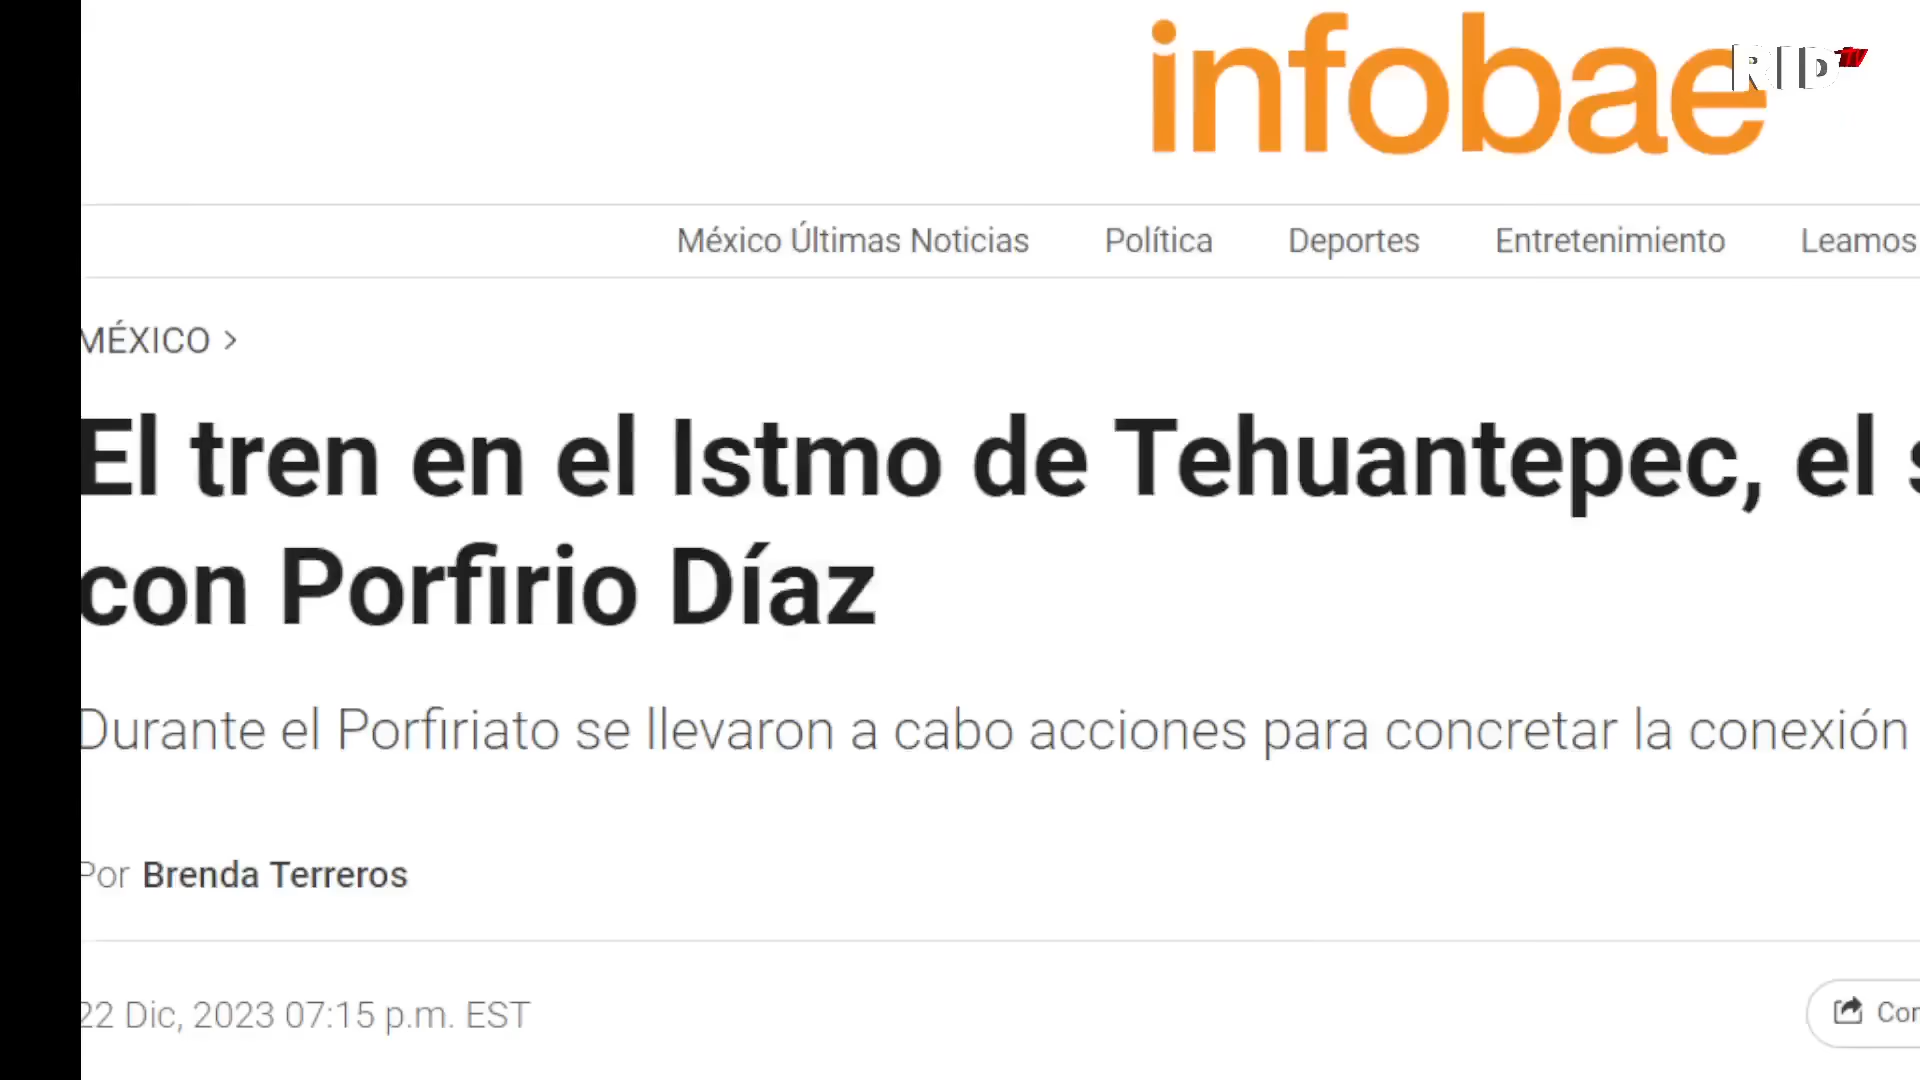 infobae
RID TV
México Últimas Noticias Política Deportes Entretenimiento Leamos
MÉXICO >
El tren en el Istmo de Tehuantepec, el
con Porfirio Díaz
Durante el Porfiriato se llevaron a cabo acciones para concretar la conexión
Por Brenda Terreros
22 Dic, 2023 07:15 p.m. EST